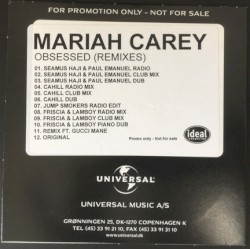 FOR PROMOTION ONLY - NOT FOR SALE
MARIAH CAREY
OBSESSED (REMIXES)
01. SEAMUS HAJI & PAUL EMANUEL RADIO
02. SEAMUS HAJI & PAUL EMANUEL CLUB MIX
03. SEAMUS HAJI & PAUL EMANUEL DUB
04. CAHILL RADIO MIX
05. CAHILL CLUB MIX
06. CAHILL DUB
07. JUMP SMOKERS RADIO EDIT
08. FRISCIA & LAMBOY RADIO MIX
09. FRISCIA & LAMBOY CLUB MIX
10. FRISCIA & LAMBOY PIANO DUB
11. REMIX FT. GUCCI MANE
12. ORIGINAL
Promo only - Not for sale
ideal
UNIVERSAL
UNIVERSAL MUSIC A/S
GRØNNINGEN 25, DK-1270 COPENHAGEN K
TEL (45) 33 91 21 10, FAX (45) 33 91 31 10
www.universal.dk